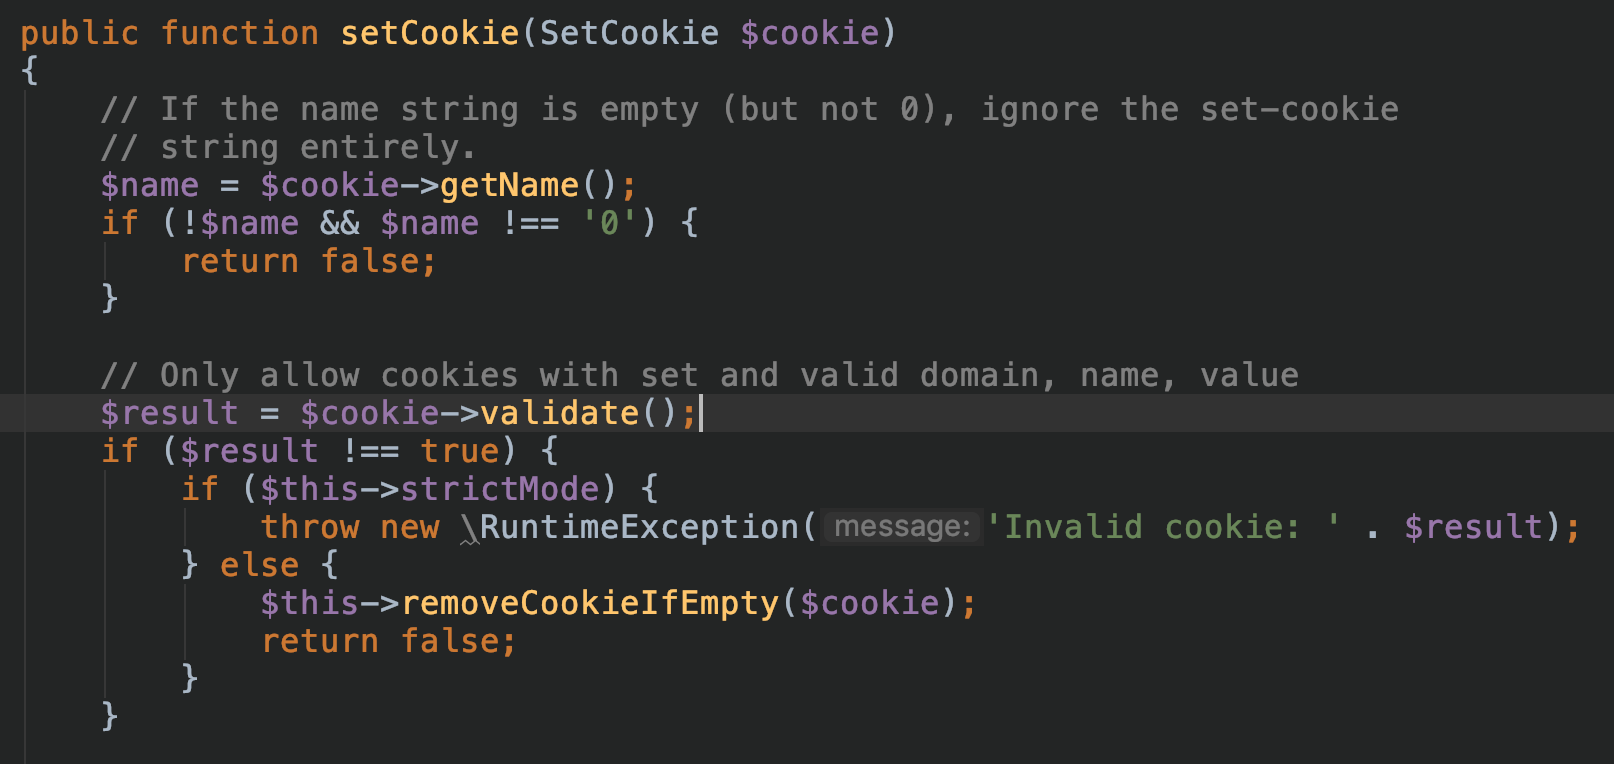 public function setCookie(SetCookie $cookie)
{
    // If the name string is empty (but not 0), ignore the set-cookie
    // string entirely.
    $name = $cookie->getName();
    if (!$name && $name !== '0') {
        return false;
    }

    // Only allow cookies with set and valid domain, name, value
    $result = $cookie->validate();
    if ($result !== true) {
        if ($this->strictMode) {
            throw new \RuntimeException( message: 'Invalid cookie: ' . $result);
        } else {
            $this->removeCookieIfEmpty($cookie);
            return false;
        }
    }